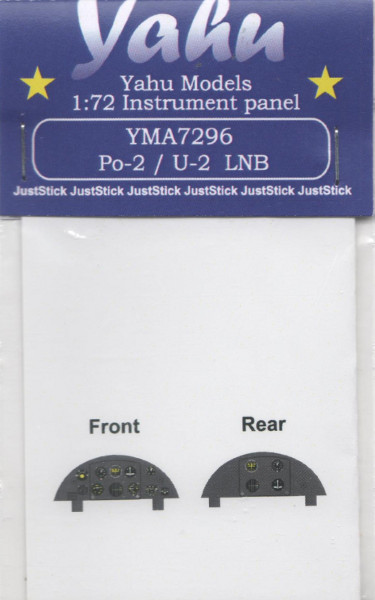 Yahu
Yahu Models
1:72 Instrument panel
YMA7296
Po-2 / U-2 LNB
JustStick JustStick JustStick JustStick JustStick JustStick
Front
Rear